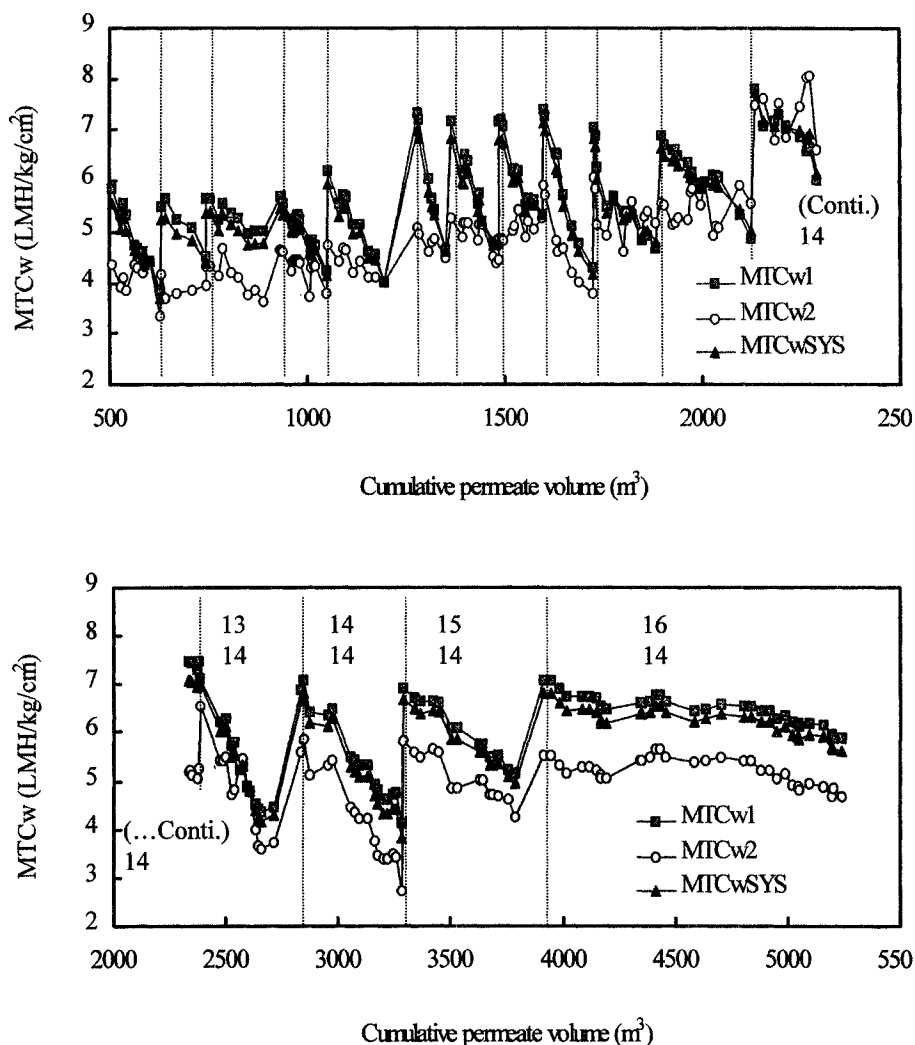 9
8
7
6
5
4
3
2
MTCw (LMH/kg/cm²)
(Conti.)
14
MTCw1
MTCw2
MTCwSYS
500 1000 1500 2000 250
Cumulative permeate volume (m³)
9
8
7
6
5
4
3
2
MTCw (LMH/kg/cm²)
13 14 15 16
14 14 14 14
(...Conti.)
14
MTCw1
MTCw2
MTCwSYS
2000 2500 3000 3500 4000 4500 5000 550
Cumulative permeate volume (m³)